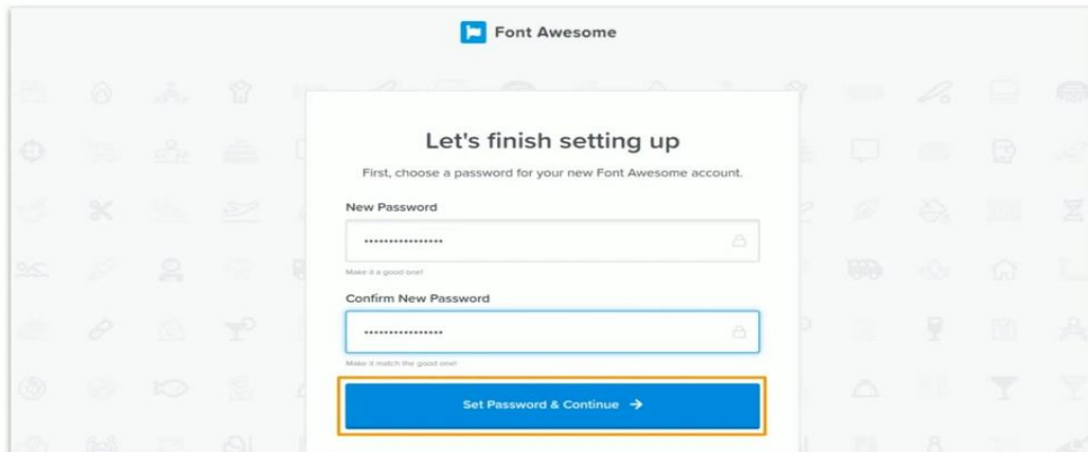 Font Awesome
Let's finish setting up
First, choose a password for your new Font Awesome account.
New Password
Make it a good one!
Confirm New Password
Make it match the good one!
Set Password & Continue →